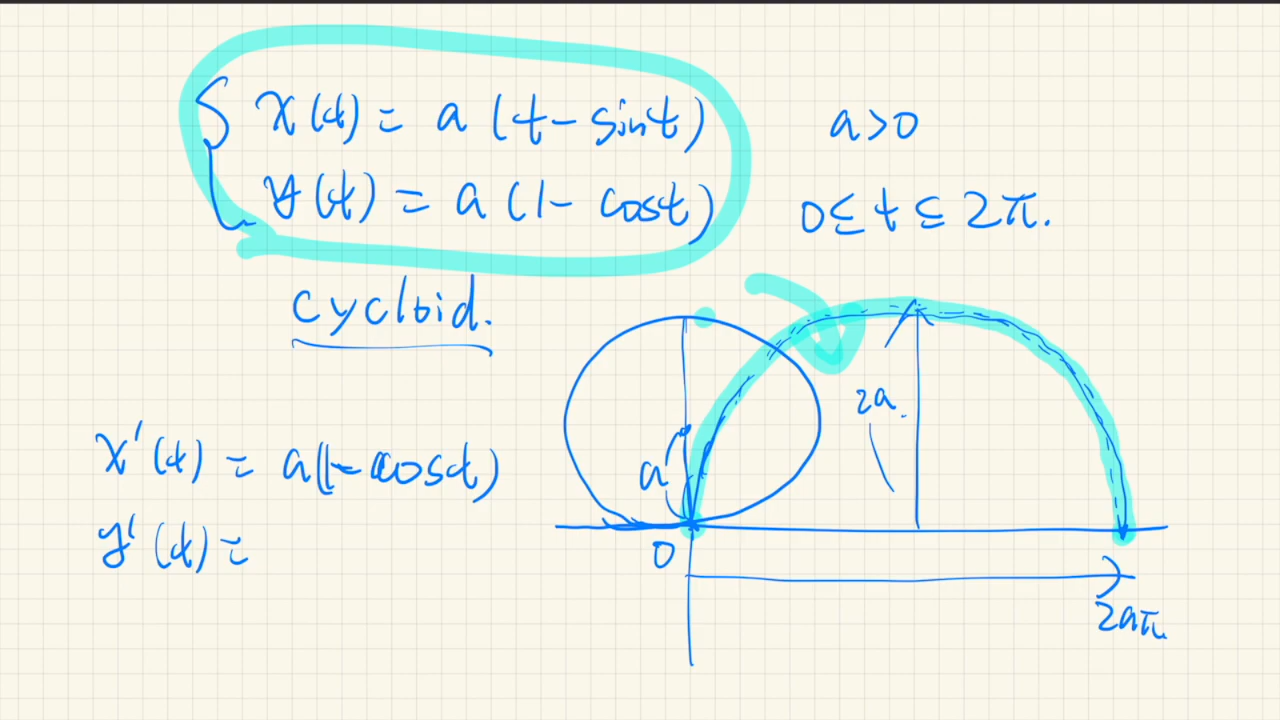 x(t) = a(t - sint) a>0
y(t) = a(1 - cost) 0≤t≤2π.
cycloid.
2a.
a
x'(t) = a(1-cost)
y'(t) =
0
2aπ